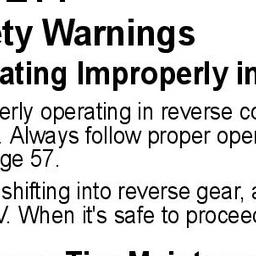 ety Warnings
ating Improperly in
erly operating in reverse co
. Always follow proper oper
ge 57.
shifting into reverse gear, a
V. When it's safe to proceed